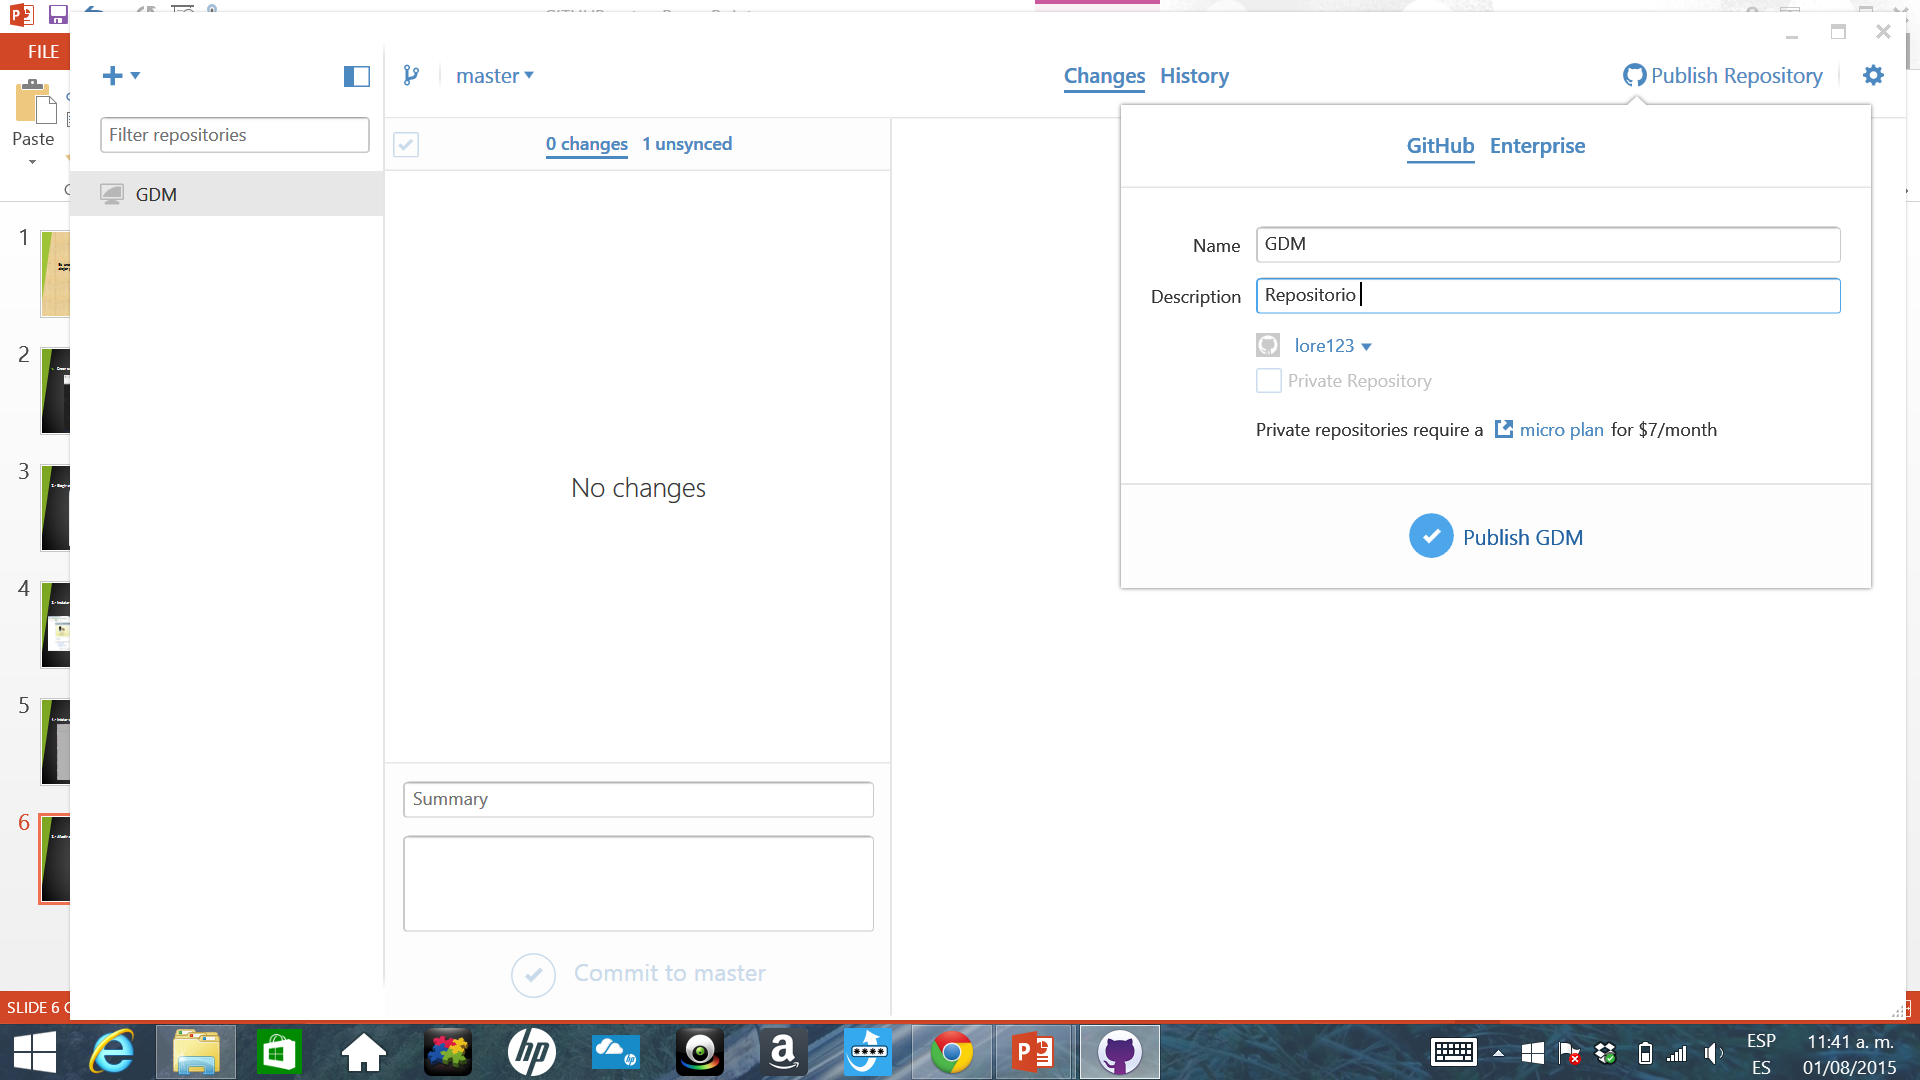 FILE
Paste
1
2
3
4
5
6
SLIDE 6
master
Changes History
Publish Repository
Filter repositories
GDM
0 changes 1 unsynced
No changes
Summary
Commit to master
GitHub Enterprise
Name GDM
Description Repositorio
lore123
Private Repository
Private repositories require a micro plan for $7/month
Publish GDM
hp
a
ESP
ES
11:41 a. m.
01/08/2015